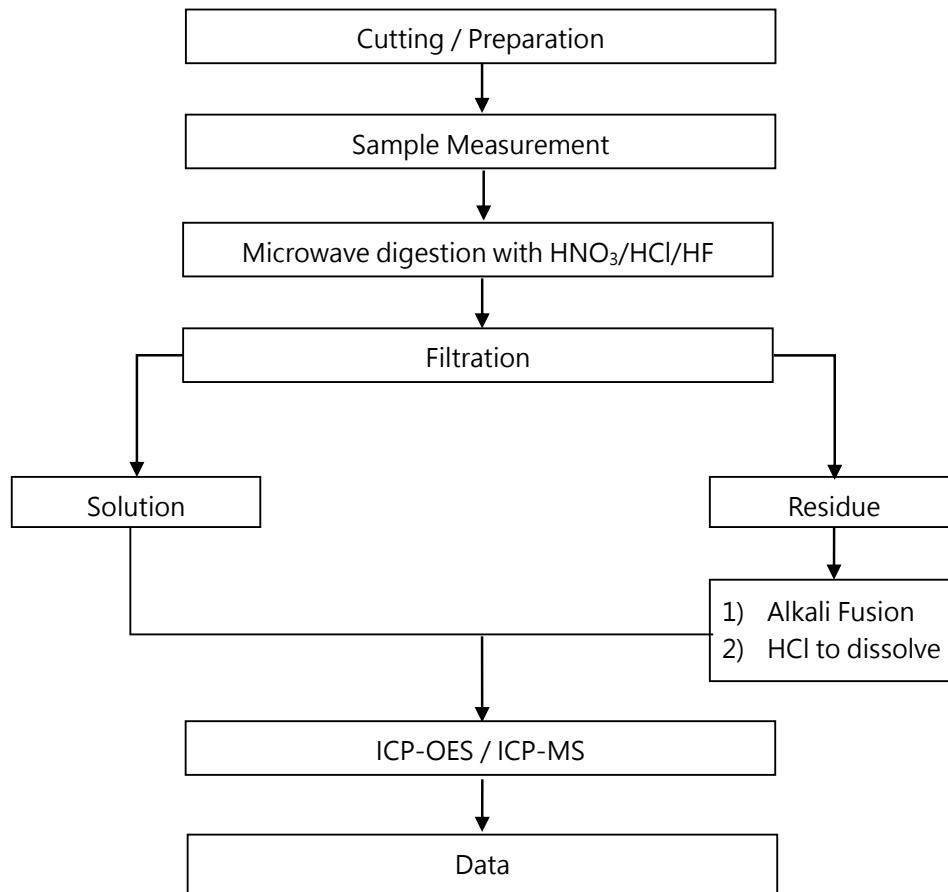 Cutting / Preparation
Sample Measurement
Microwave digestion with HNO₃/HCl/HF
Filtration
Solution
Residue
1) Alkali Fusion
2) HCl to dissolve
ICP-OES / ICP-MS
Data